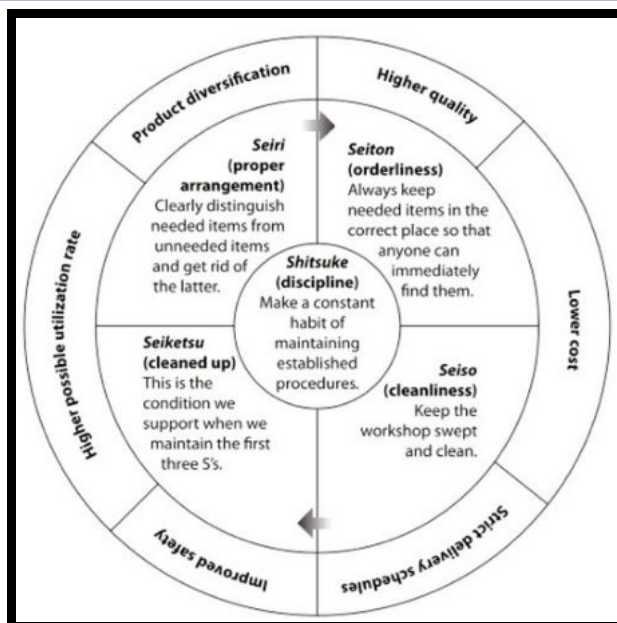 Product diversification
Higher quality
Lower cost
Strict delivery schedules
Improved safety
Higher possible utilization rate
Seiri
(proper
arrangement)
Clearly distinguish
needed items from
unneeded items
and get rid of
the latter.
Seiton
(orderliness)
Always keep
needed items in the
correct place so that
anyone can
immediately
find them.
Shitsuke
(discipline)
Make a constant
habit of
maintaining
established
procedures.
Seiketsu
(cleaned up)
This is the
condition we
support when we
maintain the first
three S's.
Seiso
(cleanliness)
Keep the
workshop swept
and clean.